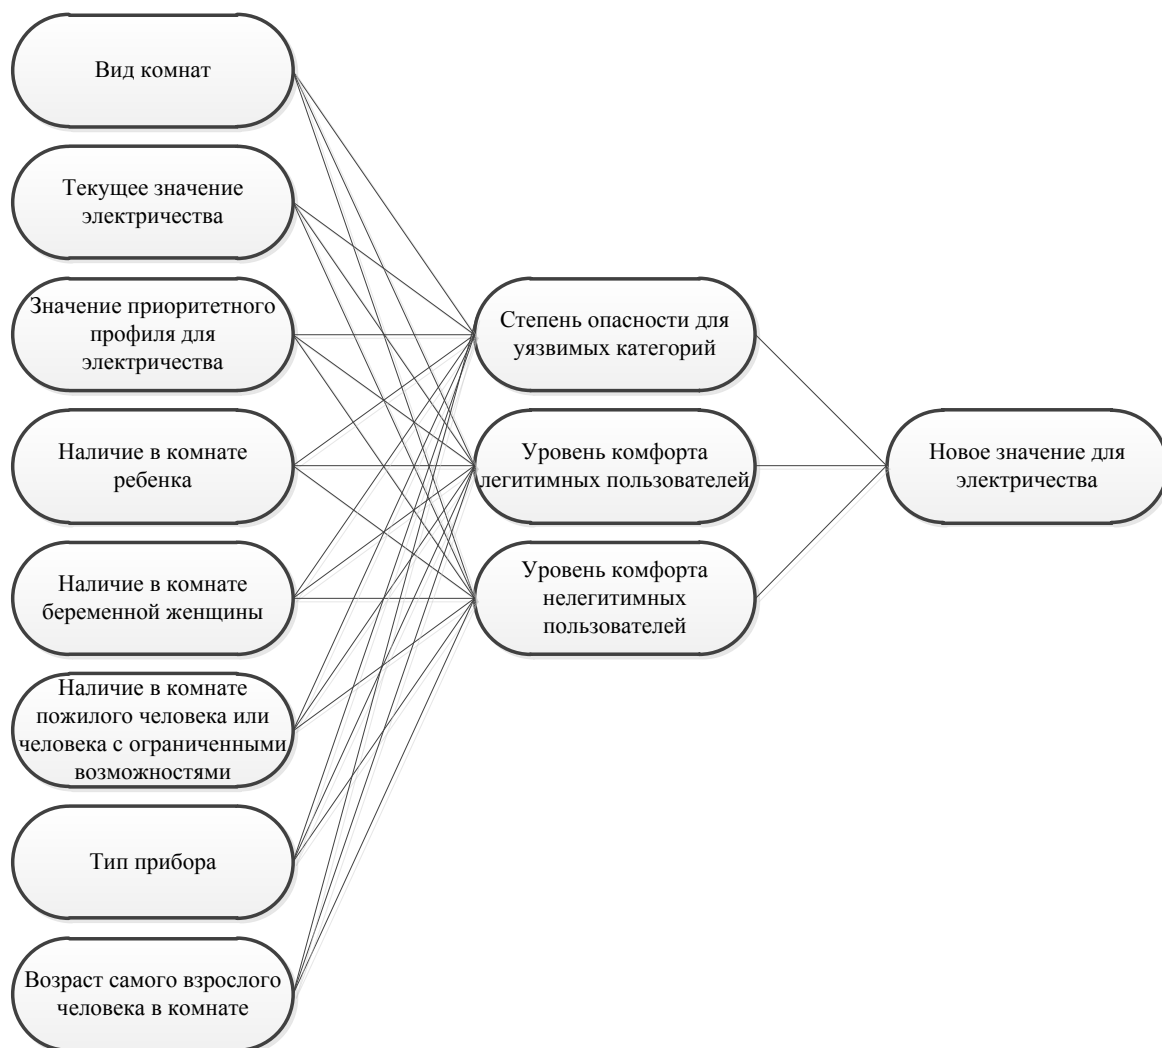 Вид комнат
Текущее значение
электричества
Значение приоритетного
профиля для
электричества
Наличие в комнате
ребенка
Наличие в комнате
беременной женщины
Наличие в комнате
пожилого человека или
человека с ограниченными
возможностями
Тип прибора
Возраст самого взрослого
человека в комнате
Степень опасности для
уязвимых категорий
Уровень комфорта
легитимных пользователей
Уровень комфорта
нелегитимных
пользователей
Новое значение для
электричества